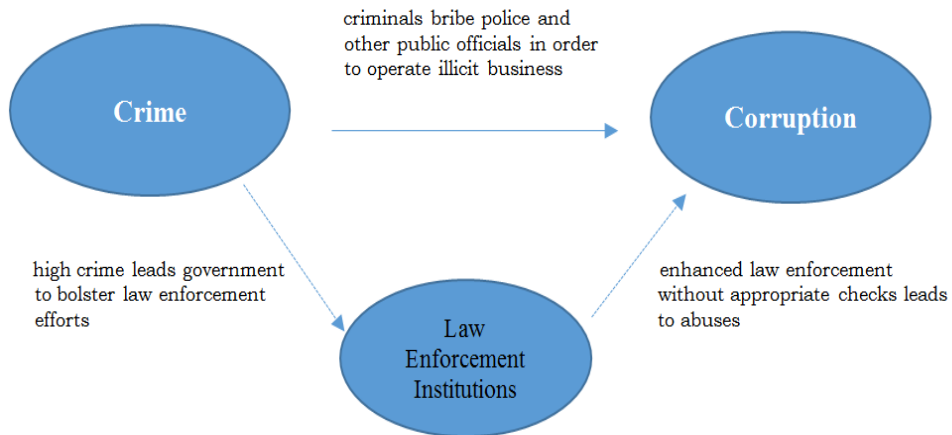 criminals bribe police and
other public officials in order
to operate illicit business
Crime
Corruption
high crime leads government
to bolster law enforcement
efforts
enhanced law enforcement
without appropriate checks leads
to abuses
Law
Enforcement
Institutions